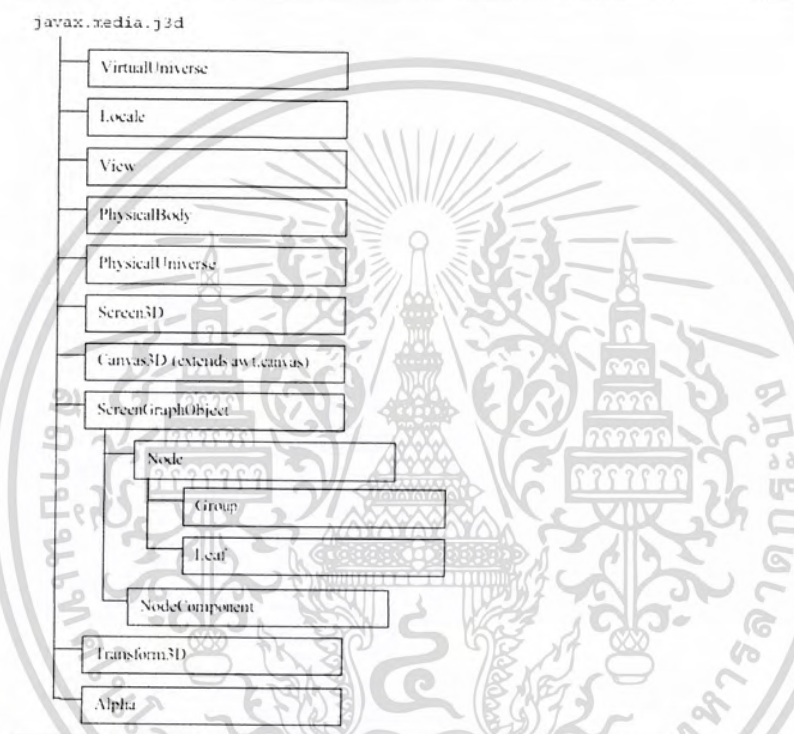 javax.media.j3d
VirtualUniverse
Locale
View
PhysicalBody
PhysicalUniverse
Screen3D
Canvas3D (extends awt.canvas)
ScreenGraphObject
Node
Group
Leaf
NodeComponent
Transform3D
Alpha